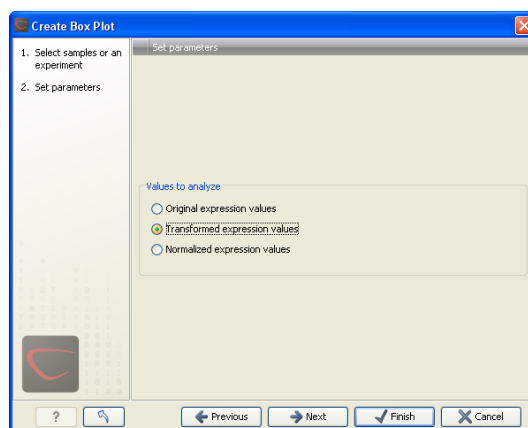 Create Box Plot
1. Select samples or an
experiment
2. Set parameters
Set parameters
Values to analyze
Original expression values
Transformed expression values
Normalized expression values
?
Previous
Next
Finish
Cancel